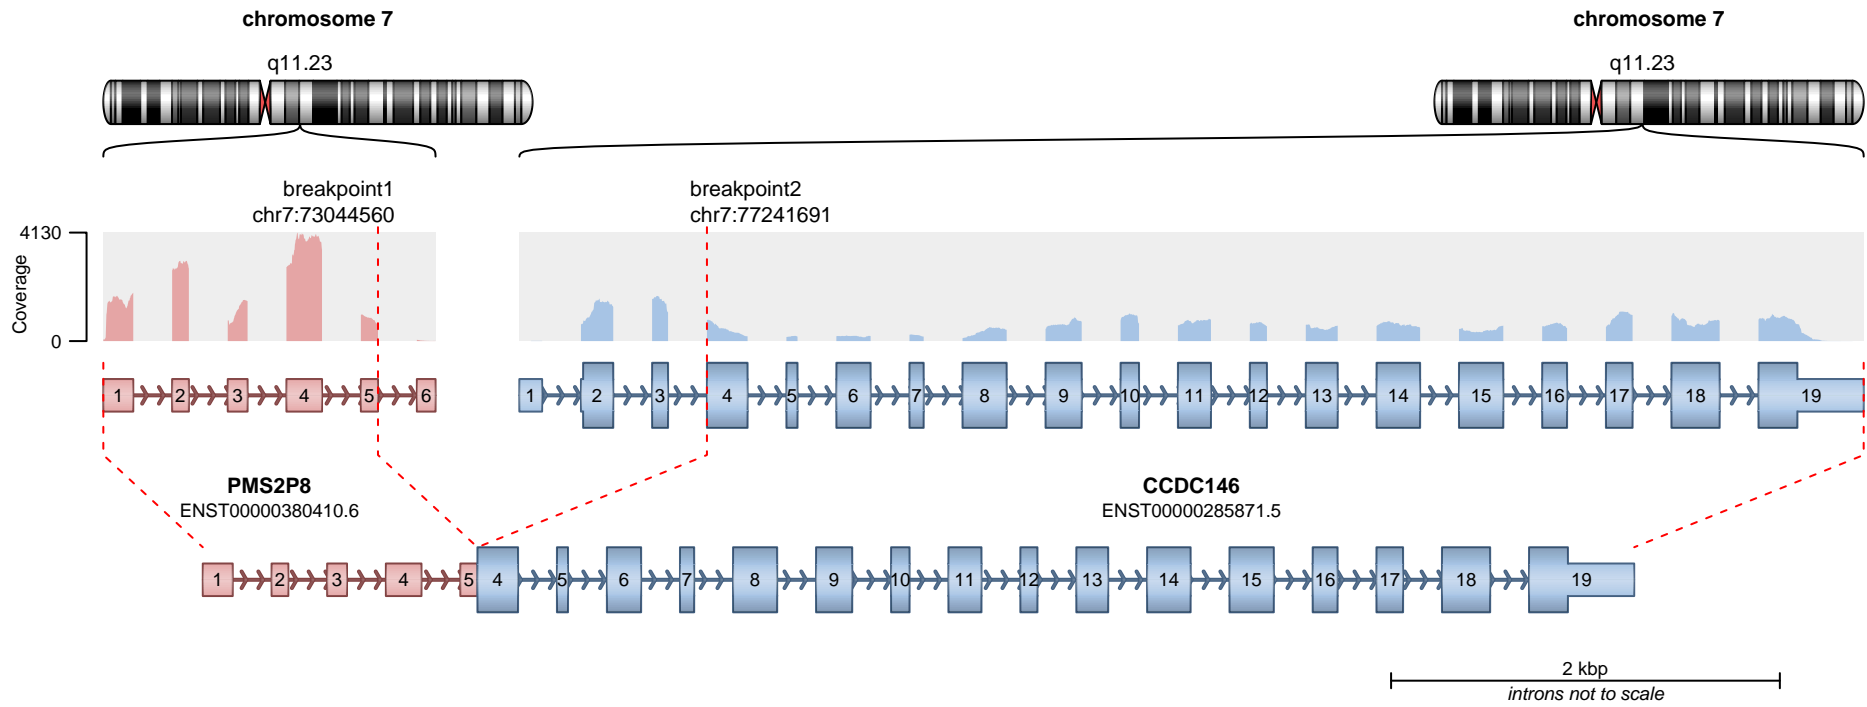 chromosome 7
chromosome 7
q11.23
q11.23
breakpoint1
chr7:73044560
breakpoint2
chr7:77241691
4130
Coverage
0
1 2 3 4 5 6
1 2 3 4 5 6 7 8 9 10 11 12 13 14 15 16 17 18 19
PMS2P8
ENST00000380410.6
CCDC146
ENST00000285871.5
1 2 3 4 5 4 5 6 7 8 9 10 11 12 13 14 15 16 17 18 19
2 kbp
introns not to scale